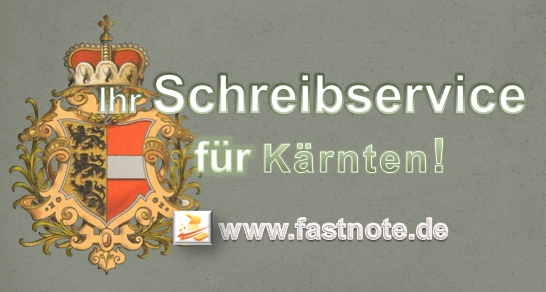 Ihr Schreibservice
für Kärnten!
www.fastnote.de